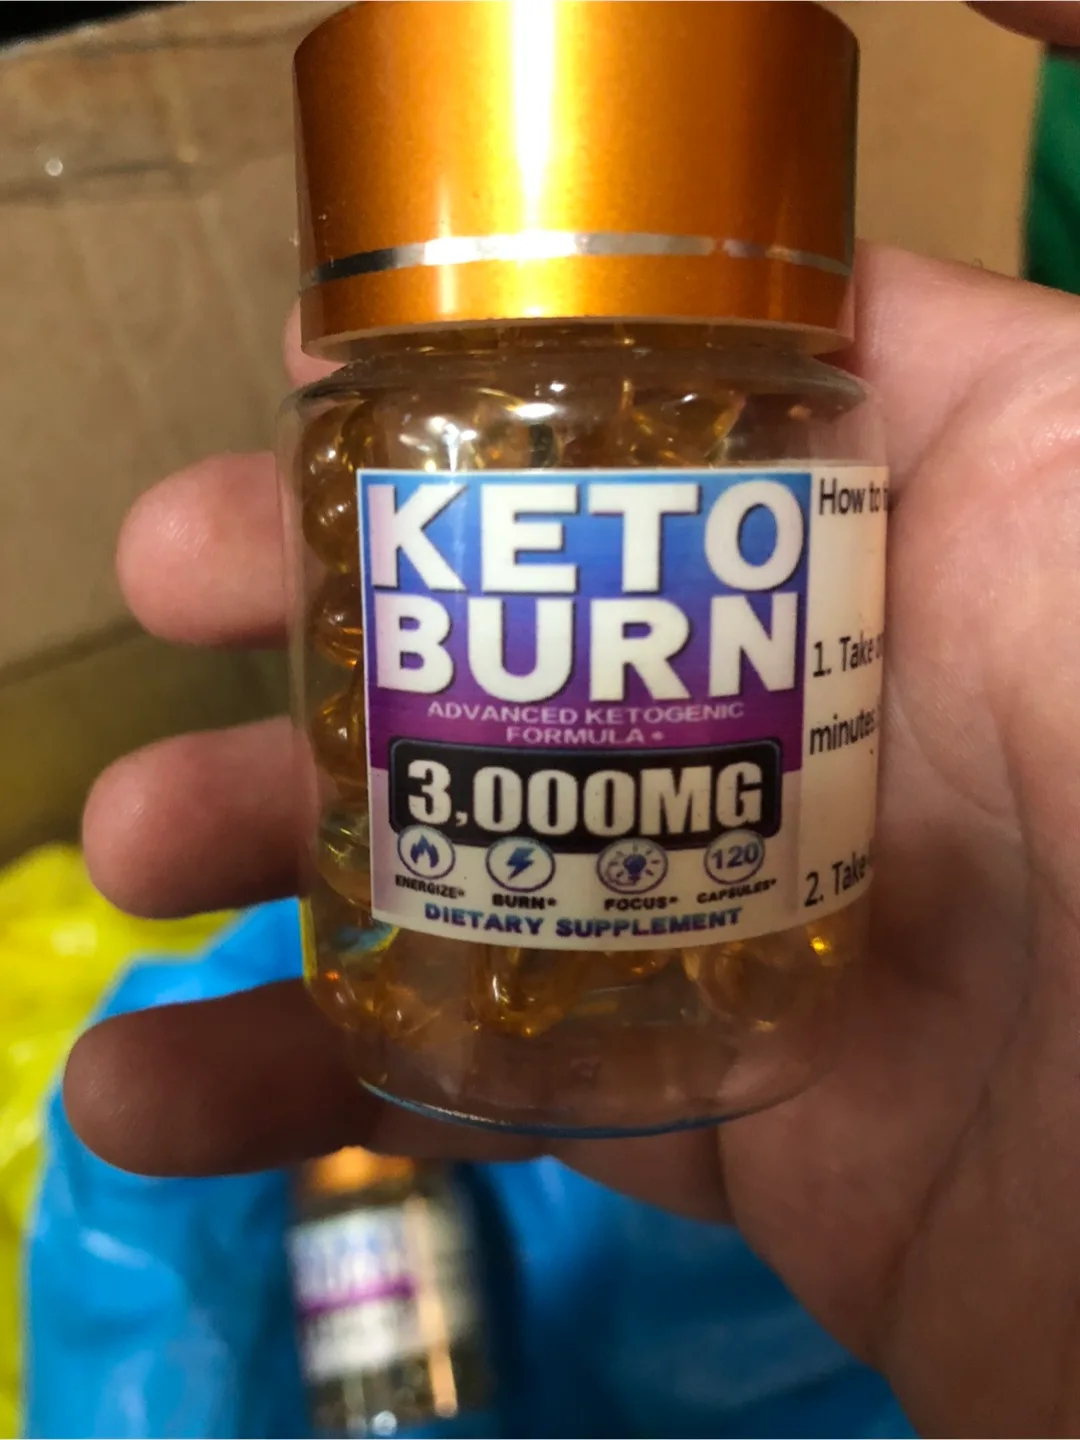 KETO
BURN
ADVANCED KETOGENIC
FORMULA*
3,000MG
120
ENERGIZE*
BURN*
FOCUS*
CAPSULES*
DIETARY SUPPLEMENT
How to
1. Take
minutes
2. Take